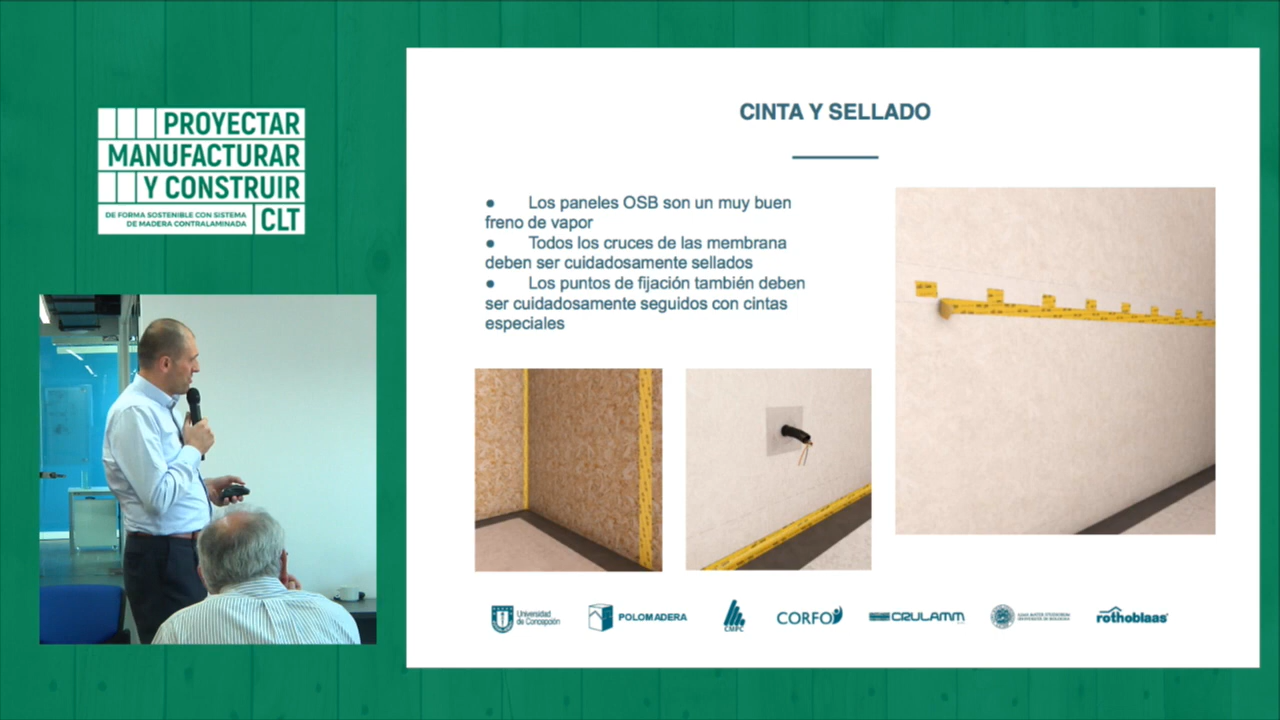 PROYECTAR
MANUFACTURAR
Y CONSTRUIR
DE FORMA SOSTENIBLE CON SISTEMA
DE MADERA CONTRALAMINADA
CLT
CINTA Y SELLADO
● Los paneles OSB son un muy buen
freno de vapor
● Todos los cruces de las membrana
deben ser cuidadosamente sellados
● Los puntos de fijación también deben
ser cuidadosamente seguidos con cintas
especiales
Universidad
de Concepción
POLOMADERA
CMPC
CORFO
CRULAMM
rothoblaas